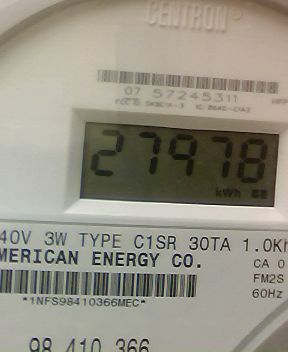 CENTRON®
07 57245311
27978
kWh
40V 3W TYPE C1SR 30TA 1.0Kh
MERICAN ENERGY CO.
CA 0
FM2S
60Hz
*1NFS98410366MEC*
98 410 366